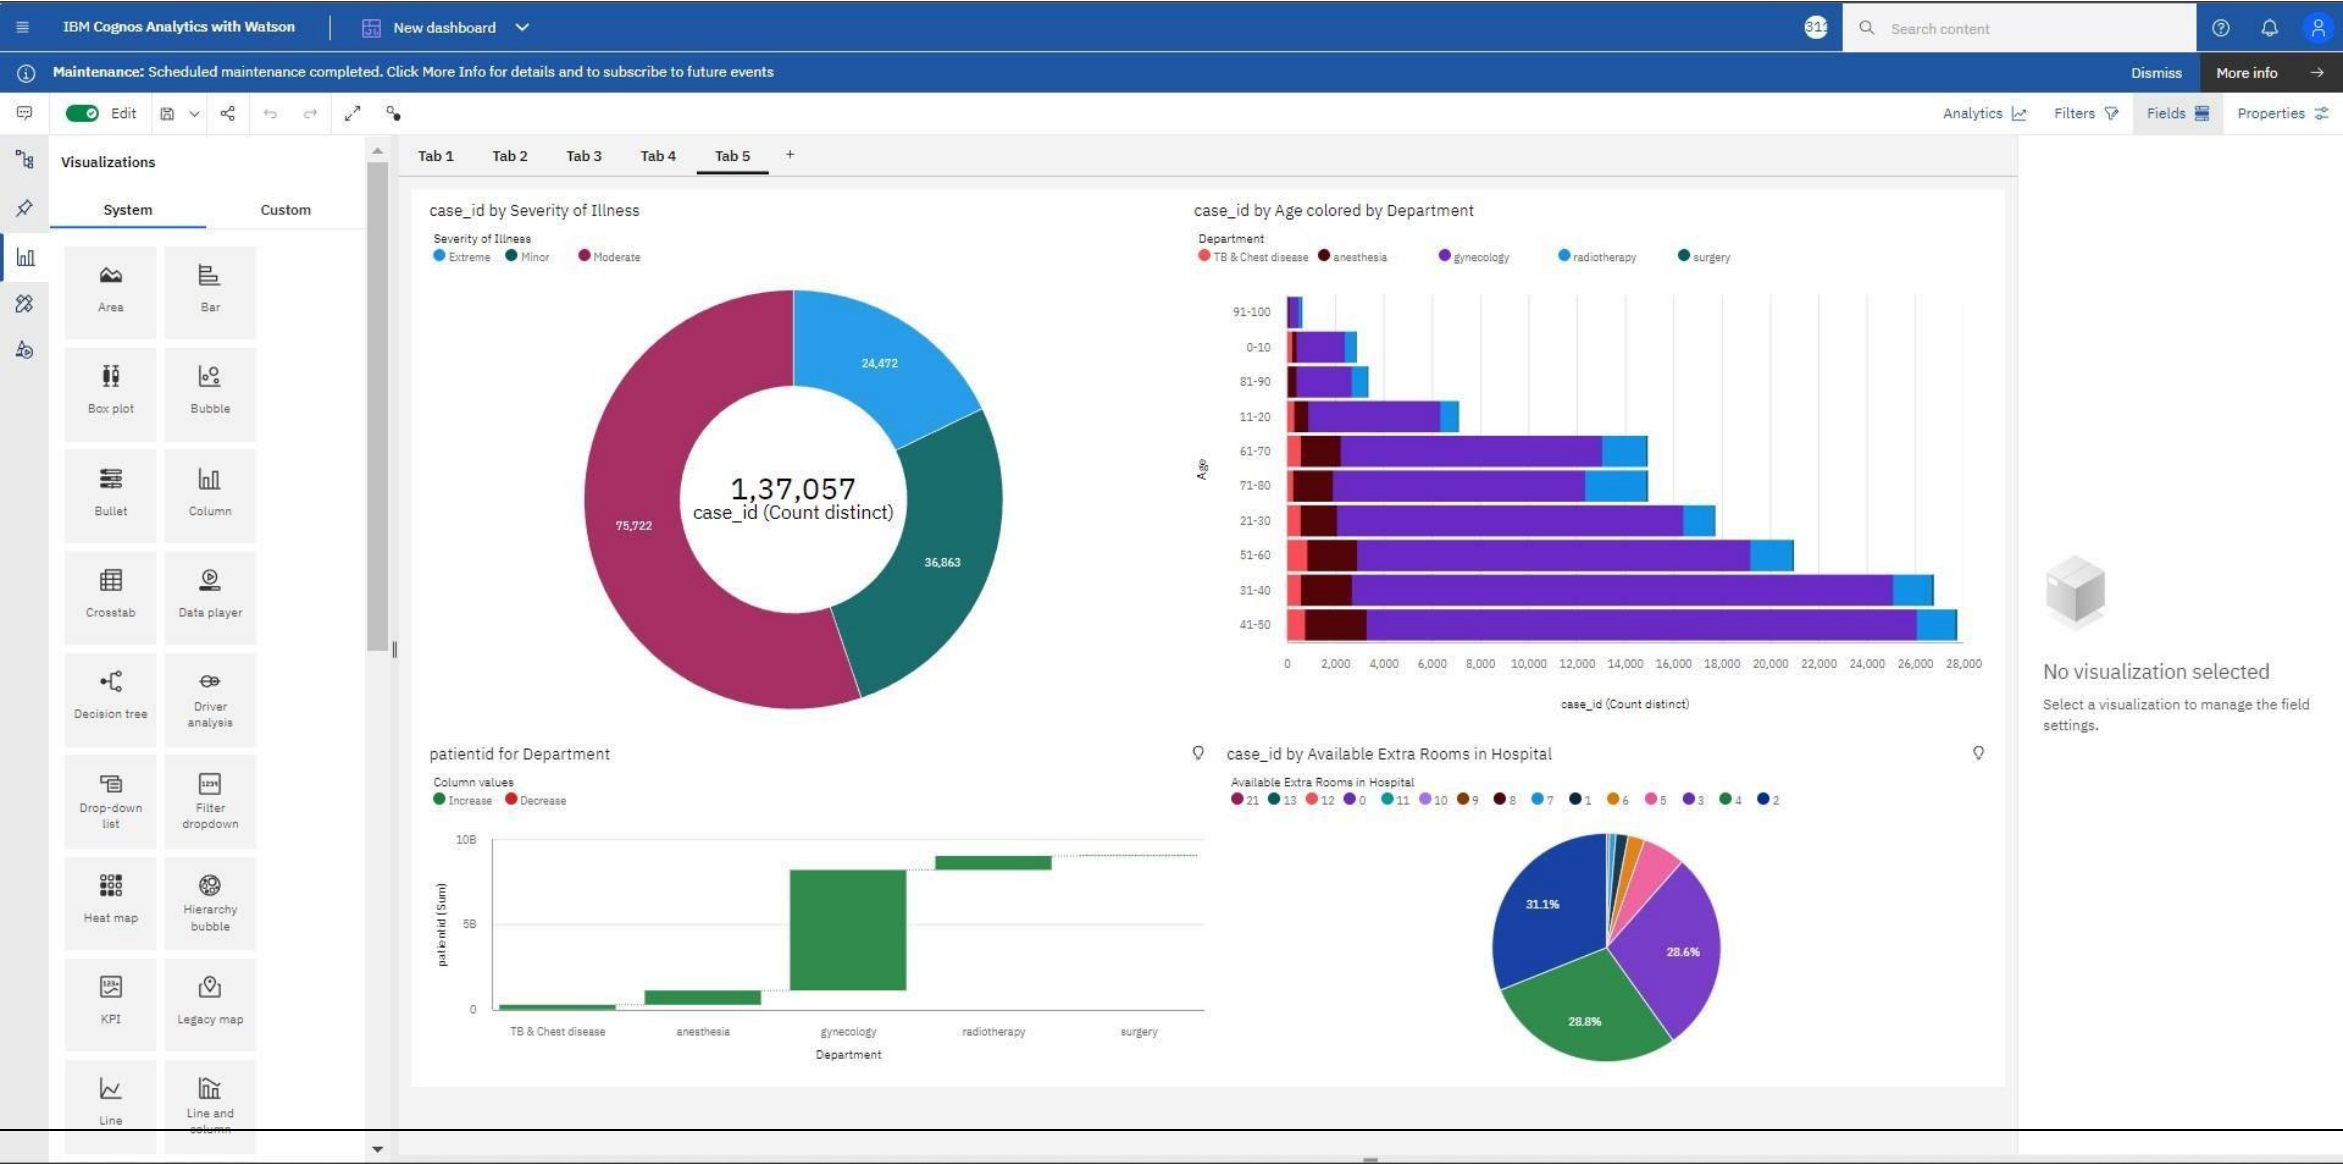 IBM Cognos Analytics with Watson
New dashboard
311
Search content
Maintenance: Scheduled maintenance completed. Click More Info for details and to subscribe to future events
Dismiss
More info
Edit
Analytics
Filters
Fields
Properties
Visualizations
System
Custom
Area
Bar
Box plot
Bubble
Bullet
Column
Crosstab
Data player
Decision tree
Driver
analysis
Drop-down
list
Filter
dropdown
Heat map
Hierarchy
bubble
KPI
Legacy map
Line
Line and
column
Tab 1
Tab 2
Tab 3
Tab 4
Tab 5
+
case_id by Severity of Illness
Severity of Illness
Extreme
Minor
Moderate
24,472
75,722
36,863
1,37,057
case_id (Count distinct)
case_id by Age colored by Department
Department
TB & Chest disease
anesthesia
gynecology
radiotherapy
surgery
Age
91-100
0-10
81-90
11-20
61-70
71-80
21-30
51-60
31-40
41-50
0
2,000
4,000
6,000
8,000
10,000
12,000
14,000
16,000
18,000
20,000
22,000
24,000
26,000
28,000
case_id (Count distinct)
patientid for Department
Column values
Increase
Decrease
patientid (Sum)
10B
5B
0
TB & Chest disease
anesthesia
gynecology
radiotherapy
surgery
Department
case_id by Available Extra Rooms in Hospital
Available Extra Rooms in Hospital
21
13
12
0
11
10
9
8
7
1
6
5
3
4
2
31.1%
28.6%
28.8%
No visualization selected
Select a visualization to manage the field
settings.